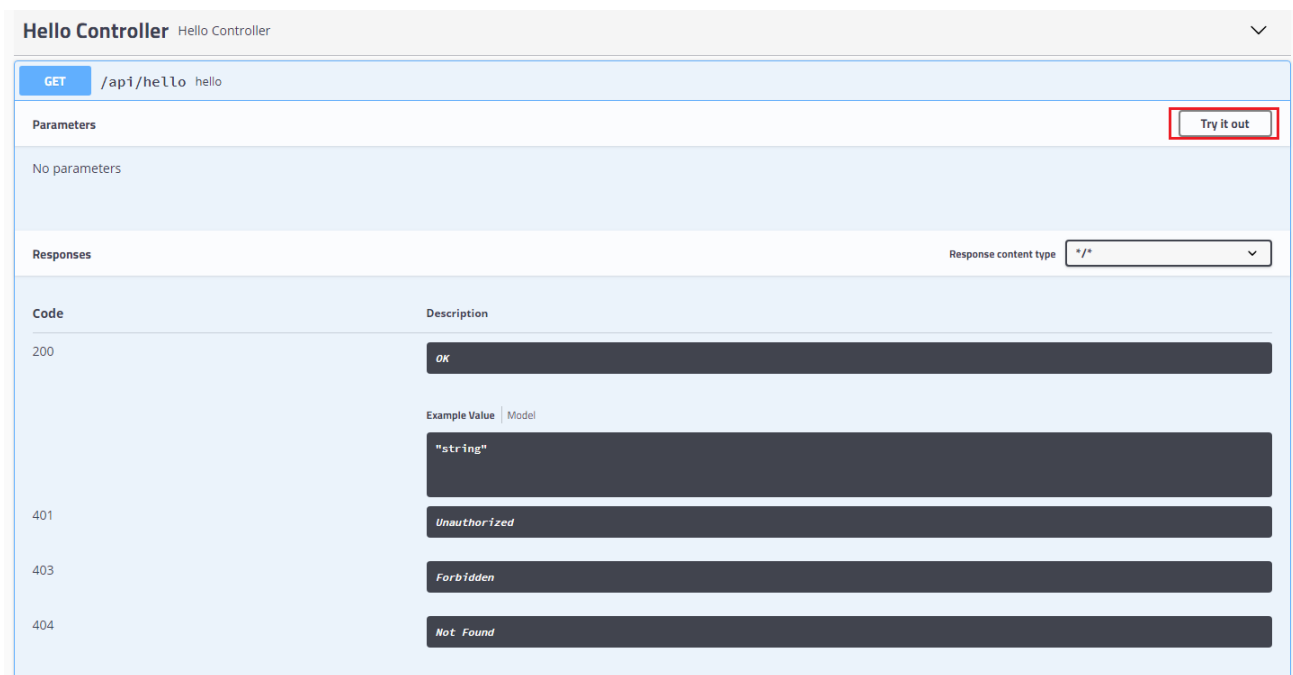 Hello Controller Hello Controller
GET /api/hello hello
Parameters Try it out
No parameters
Responses Response content type */*
Code Description
200 OK
Example Value Model
"string"
401 Unauthorized
403 Forbidden
404 Not Found